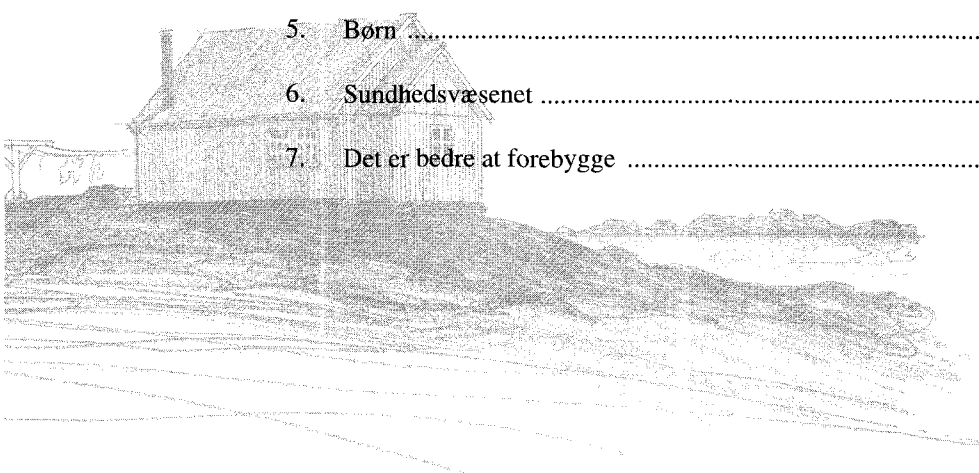 5. Børn ..........................................................................................
6. Sundhedsvæsenet .......................................................................
7. Det er bedre at forebygge .........................................................